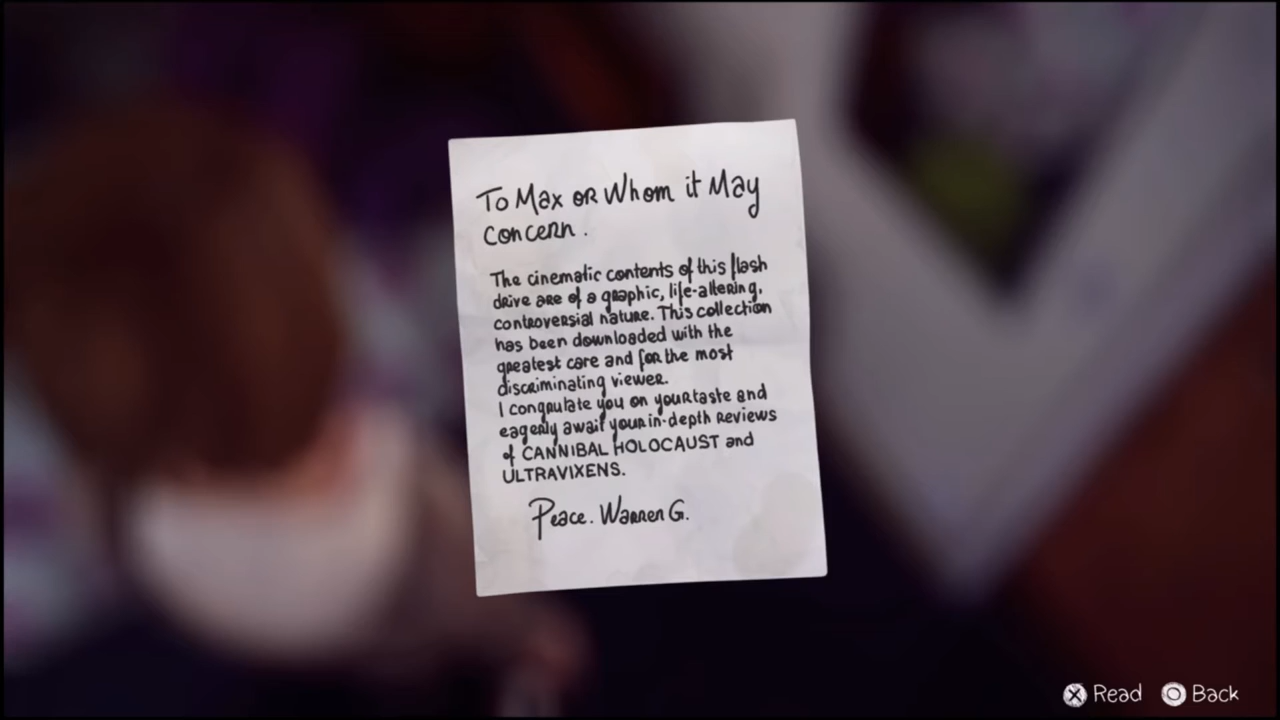 To Max or Whom it May
Concern.
The cinematic contents of this flash
drive are of a graphic, life-altering,
controversial nature. This collection
has been downloaded with the
greatest care and for the most
discriminating viewer.
I congrulate you on your taste and
eagerly await your in-depth reviews
of CANNIBAL HOLOCAUST and
ULTRAVIXENS.
Peace. Warren G.
Read Back